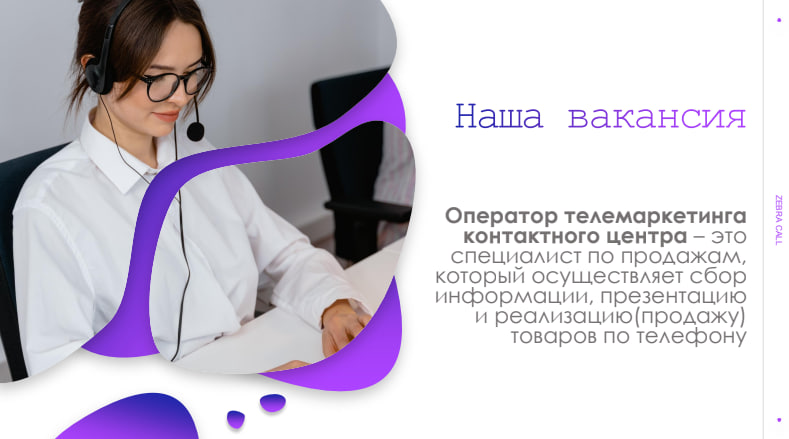 Наша вакансия
Оператор телемаркетинга
контактного центра – это
специалист по продажам,
который осуществляет сбор
информации, презентацию
и реализацию(продажу)
товаров по телефону
ZEBRA CALL